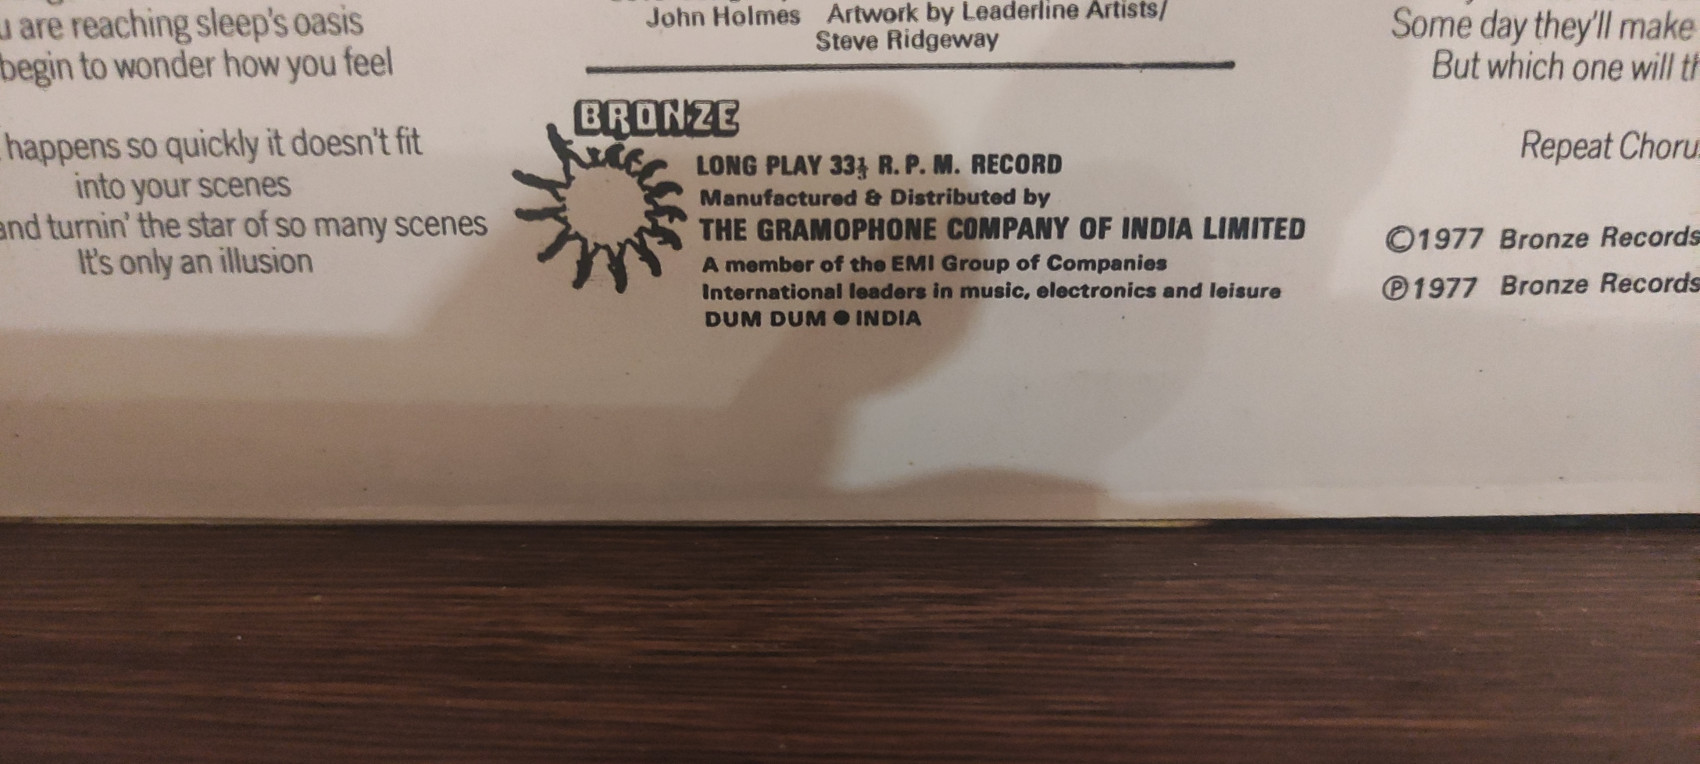 are reaching sleep's oasis
begin to wonder how you feel
happens so quickly it doesn't fit
into your scenes
and turnin' the star of so many scenes
It's only an illusion
John Holmes Artwork by Leaderline Artists/
Steve Ridgeway
BRONZE
LONG PLAY 33⅓ R. P. M. RECORD
Manufactured & Distributed by
THE GRAMOPHONE COMPANY OF INDIA LIMITED
A member of the EMI Group of Companies
International leaders in music, electronics and leisure
DUM DUM ● INDIA
Some day they'll make
But which one will
Repeat
©1977 Bronze Records
℗1977 Bronze Records